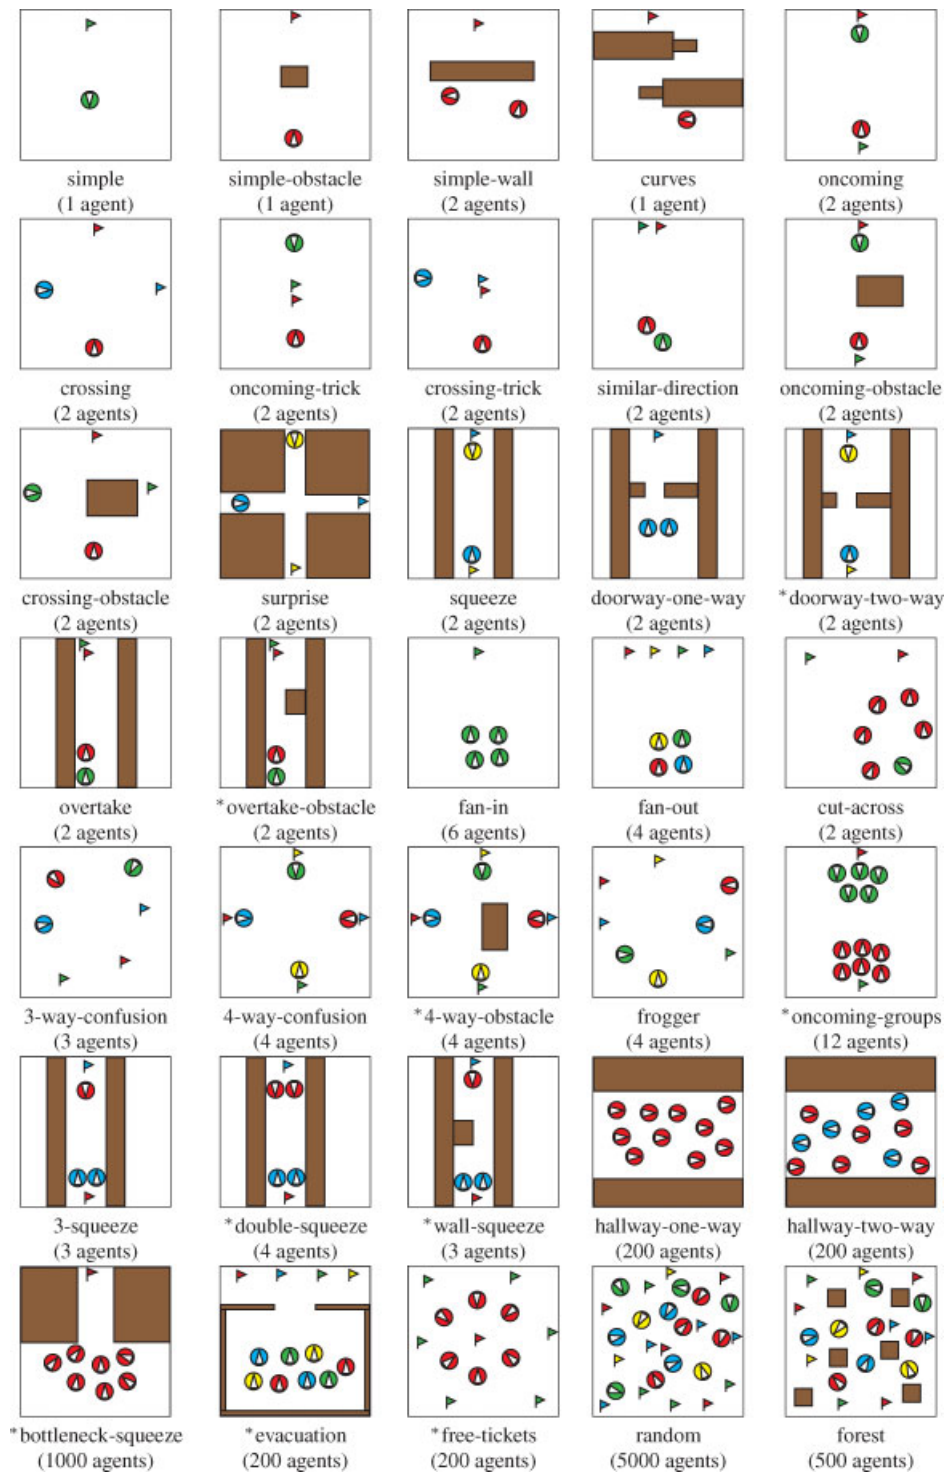 simple
(1 agent)
simple-obstacle
(1 agent)
simple-wall
(2 agents)
curves
(1 agent)
oncoming
(2 agents)
crossing
(2 agents)
oncoming-trick
(2 agents)
crossing-trick
(2 agents)
similar-direction
(2 agents)
oncoming-obstacle
(2 agents)
crossing-obstacle
(2 agents)
surprise
(2 agents)
squeeze
(2 agents)
doorway-one-way
(2 agents)
*doorway-two-way
(2 agents)
overtake
(2 agents)
*overtake-obstacle
(2 agents)
fan-in
(6 agents)
fan-out
(4 agents)
cut-across
(2 agents)
3-way-confusion
(3 agents)
4-way-confusion
(4 agents)
*4-way-obstacle
(4 agents)
frogger
(4 agents)
*oncoming-groups
(12 agents)
3-squeeze
(3 agents)
*double-squeeze
(4 agents)
*wall-squeeze
(3 agents)
hallway-one-way
(200 agents)
hallway-two-way
(200 agents)
*bottleneck-squeeze
(1000 agents)
*evacuation
(200 agents)
*free-tickets
(200 agents)
random
(5000 agents)
forest
(500 agents)